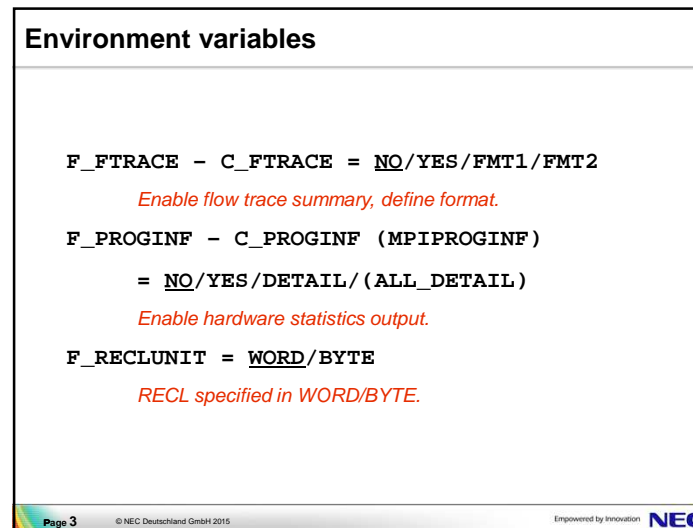 Environment variables
F_FTRACE – C_FTRACE = NO/YES/FMT1/FMT2
Enable flow trace summary, define format.
F_PROGINF – C_PROGINF (MPIPROGINF)
= NO/YES/DETAIL/(ALL_DETAIL)
Enable hardware statistics output.
F_RECLUNIT = WORD/BYTE
RECL specified in WORD/BYTE.
Page 3 © NEC Deutschland GmbH 2015 Empowered by Innovation NEC